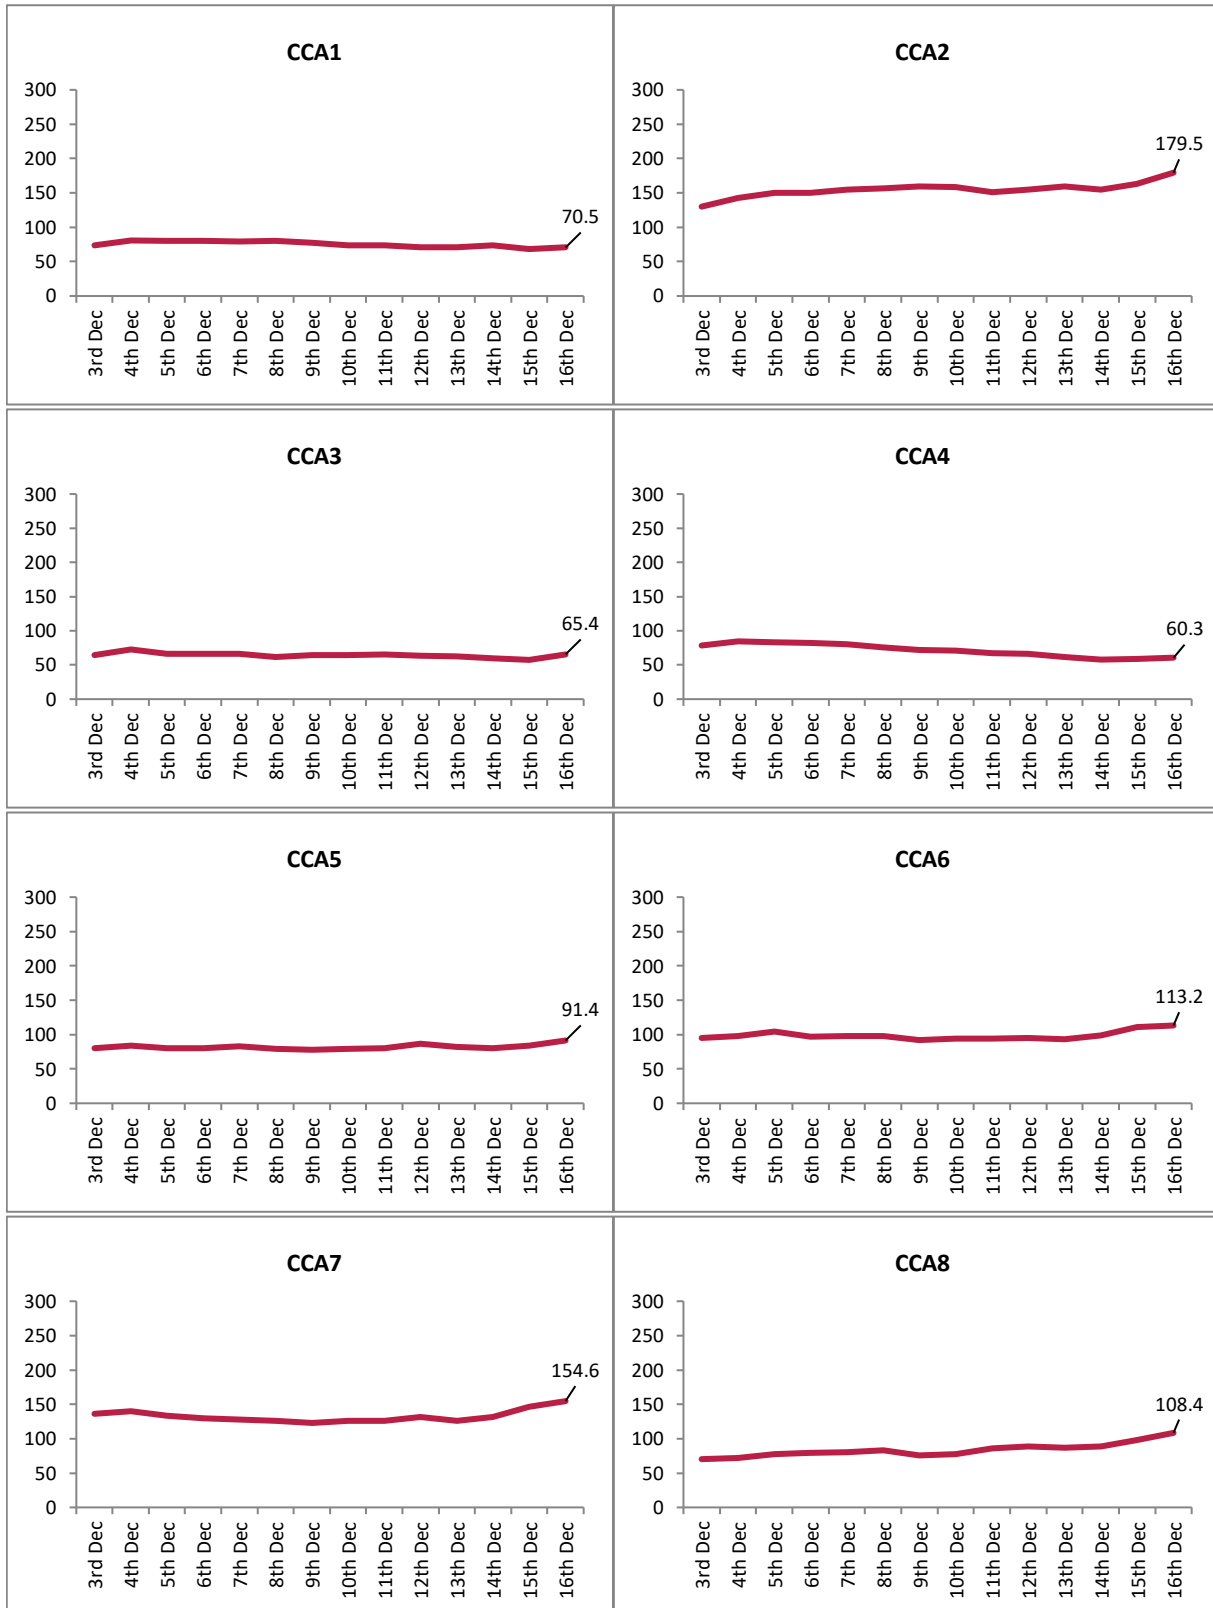 CCA1
300
250
200
150
100
50
0
70.5
3rd Dec
4th Dec
5th Dec
6th Dec
7th Dec
8th Dec
9th Dec
10th Dec
11th Dec
12th Dec
13th Dec
14th Dec
15th Dec
16th Dec
CCA2
300
250
200
150
100
50
0
179.5
3rd Dec
4th Dec
5th Dec
6th Dec
7th Dec
8th Dec
9th Dec
10th Dec
11th Dec
12th Dec
13th Dec
14th Dec
15th Dec
16th Dec
CCA3
300
250
200
150
100
50
0
65.4
3rd Dec
4th Dec
5th Dec
6th Dec
7th Dec
8th Dec
9th Dec
10th Dec
11th Dec
12th Dec
13th Dec
14th Dec
15th Dec
16th Dec
CCA4
300
250
200
150
100
50
0
60.3
3rd Dec
4th Dec
5th Dec
6th Dec
7th Dec
8th Dec
9th Dec
10th Dec
11th Dec
12th Dec
13th Dec
14th Dec
15th Dec
16th Dec
CCA5
300
250
200
150
100
50
0
91.4
3rd Dec
4th Dec
5th Dec
6th Dec
7th Dec
8th Dec
9th Dec
10th Dec
11th Dec
12th Dec
13th Dec
14th Dec
15th Dec
16th Dec
CCA6
300
250
200
150
100
50
0
113.2
3rd Dec
4th Dec
5th Dec
6th Dec
7th Dec
8th Dec
9th Dec
10th Dec
11th Dec
12th Dec
13th Dec
14th Dec
15th Dec
16th Dec
CCA7
300
250
200
150
100
50
0
154.6
3rd Dec
4th Dec
5th Dec
6th Dec
7th Dec
8th Dec
9th Dec
10th Dec
11th Dec
12th Dec
13th Dec
14th Dec
15th Dec
16th Dec
CCA8
300
250
200
150
100
50
0
108.4
3rd Dec
4th Dec
5th Dec
6th Dec
7th Dec
8th Dec
9th Dec
10th Dec
11th Dec
12th Dec
13th Dec
14th Dec
15th Dec
16th Dec